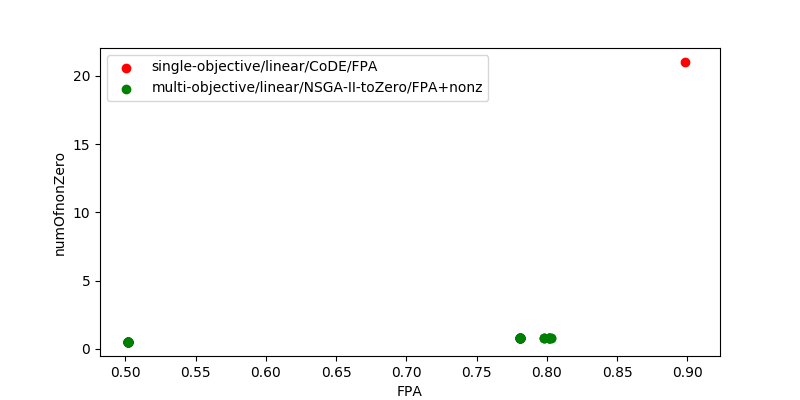 single-objective/linear/CoDE/FPA
multi-objective/linear/NSGA-II-toZero/FPA+nonz
20
15
10
5
0
numOfnonZero
0.50 0.55 0.60 0.65 0.70 0.75 0.80 0.85 0.90
FPA